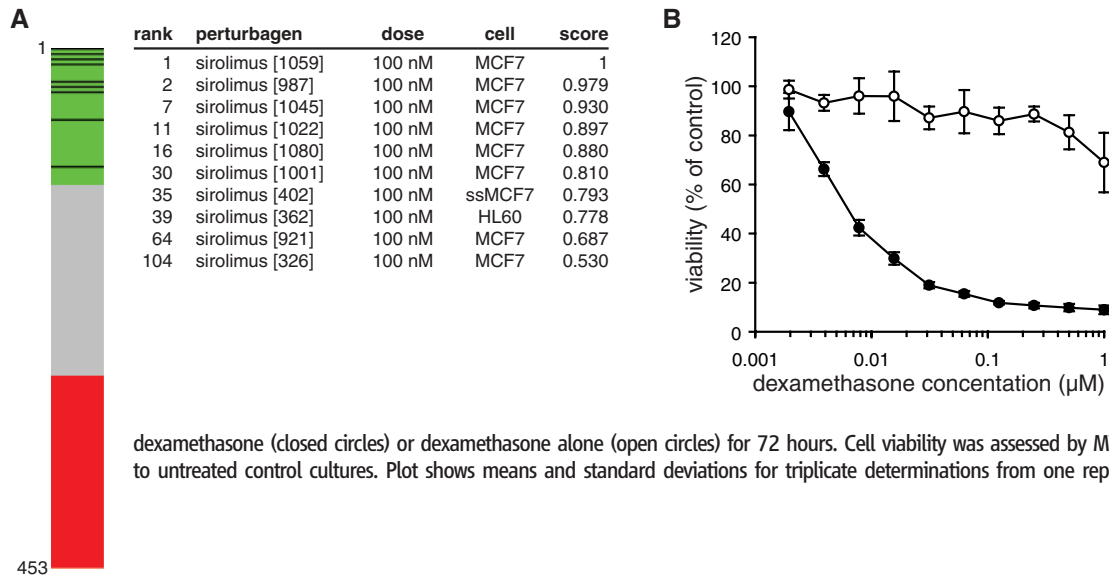 A
1
453
rank perturbagen dose cell score
1 sirolimus [1059] 100 nM MCF7 1
2 sirolimus [987] 100 nM MCF7 0.979
7 sirolimus [1045] 100 nM MCF7 0.930
11 sirolimus [1022] 100 nM MCF7 0.897
16 sirolimus [1080] 100 nM MCF7 0.880
30 sirolimus [1001] 100 nM MCF7 0.810
35 sirolimus [402] 100 nM ssMCF7 0.793
39 sirolimus [362] 100 nM HL60 0.778
64 sirolimus [921] 100 nM MCF7 0.687
104 sirolimus [326] 100 nM MCF7 0.530
B
viability (% of control)
120
100
80
60
40
20
0
0.001 0.01 0.1 1
dexamethasone concentration (µM)
dexamethasone (closed circles) or dexamethasone alone (open circles) for 72 hours. Cell viability was assessed by M
to untreated control cultures. Plot shows means and standard deviations for triplicate determinations from one rep